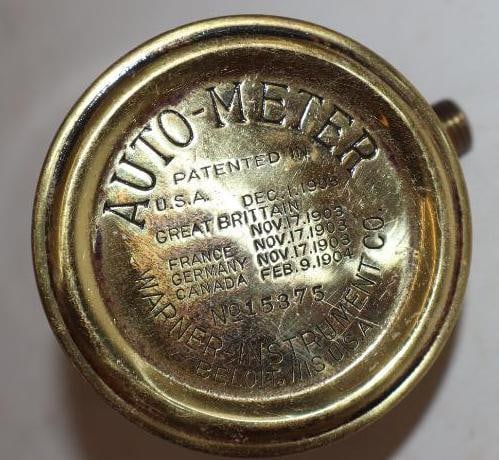 AUTO-METER
PATENTED IN
U.S.A. DEC.1.1903
GREAT BRITTAIN NOV.17.1903
FRANCE NOV.17.1903
GERMANY NOV.17.1903
CANADA FEB.9.1904
NO 15375
WARNER INSTRUMENT CO.
BELOIT, WIS. U.S.A.